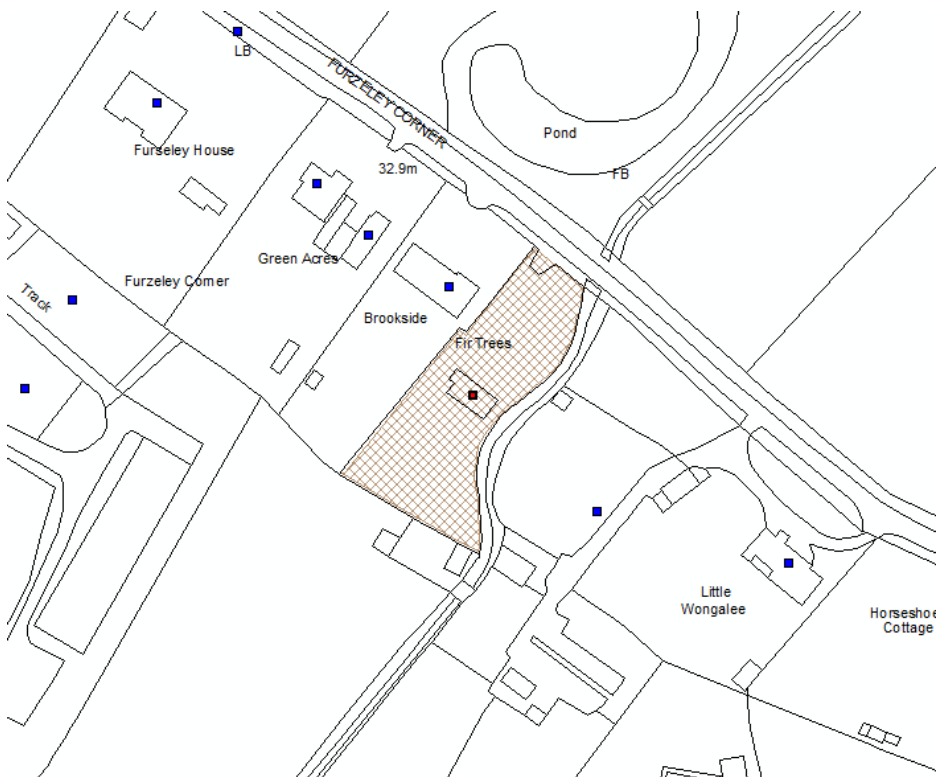 LB
FURZELEY CORNER
Pond
Furseley House
32.9m
FB
Green Acres
Furzeley Corner
Track
Brookside
Fir Trees
Little
Wongalee
Horseshoe
Cottage